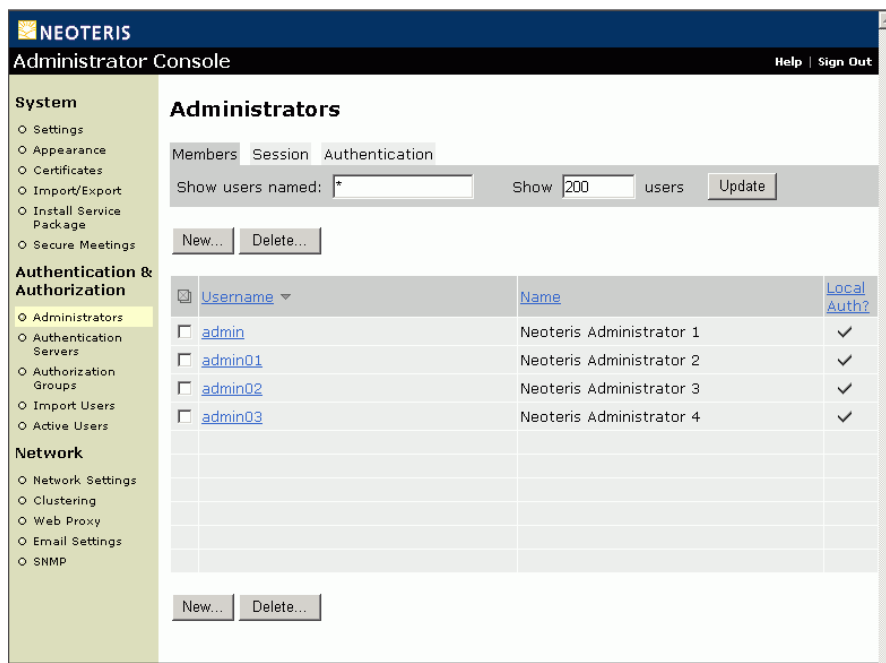 NEOTERIS
Administrator Console
Help | Sign Out
System
Settings
Appearance
Certificates
Import/Export
Install Service
Package
Secure Meetings
Authentication &
Authorization
Administrators
Authentication
Servers
Authorization
Groups
Import Users
Active Users
Network
Network Settings
Clustering
Web Proxy
Email Settings
SNMP
Administrators
Members Session Authentication
Show users named: * Show 200 users Update
New... Delete...
Username Name Local
Auth?
admin Neoteris Administrator 1
admin01 Neoteris Administrator 2
admin02 Neoteris Administrator 3
admin03 Neoteris Administrator 4
New... Delete...